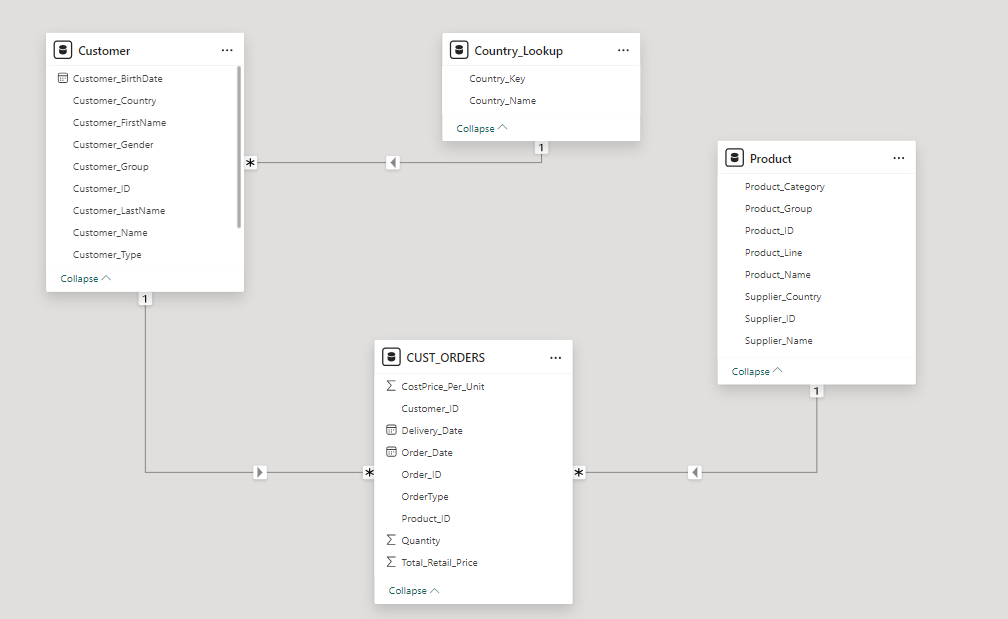 Customer
Customer_BirthDate
Customer_Country
Customer_FirstName
Customer_Gender
Customer_Group
Customer_ID
Customer_LastName
Customer_Name
Customer_Type
Collapse
1
*
Country_Lookup
Country_Key
Country_Name
Collapse
1
Product
Product_Category
Product_Group
Product_ID
Product_Line
Product_Name
Supplier_Country
Supplier_ID
Supplier_Name
Collapse
1
CUST_ORDERS
CostPrice_Per_Unit
Customer_ID
Delivery_Date
Order_Date
Order_ID
OrderType
Product_ID
Quantity
Total_Retail_Price
Collapse
*
*